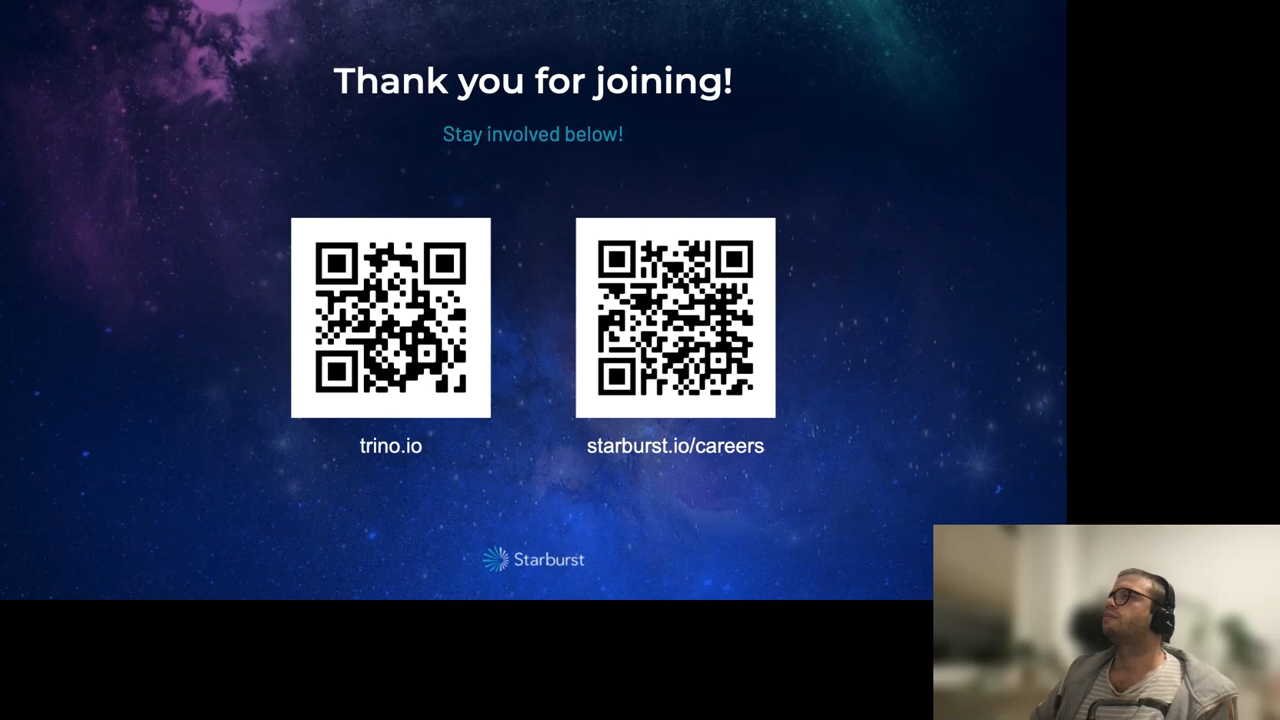 Thank you for joining!
Stay involved below!
trino.io
starburst.io/careers
Starburst